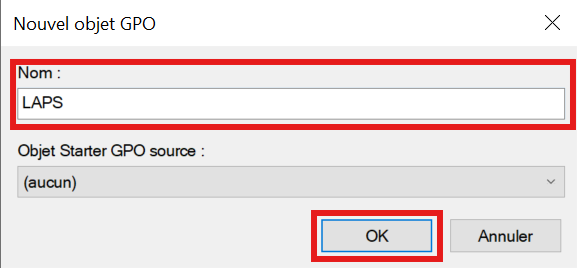 Nouvel objet GPO
Nom :
LAPS
Objet Starter GPO source :
(aucun)
OK
Annuler